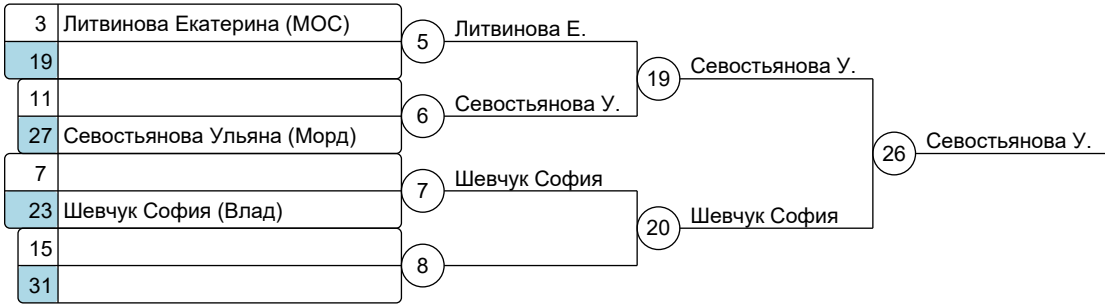 3 Литвинова Екатерина (МОС)
19
11
27 Севостьянова Ульяна (Морд)
7
23 Шевчук София (Влад)
15
31
5 Литвинова Е.
6 Севостьянова У.
7 Шевчук София
8
19 Севостьянова У.
20 Шевчук София
26 Севостьянова У.